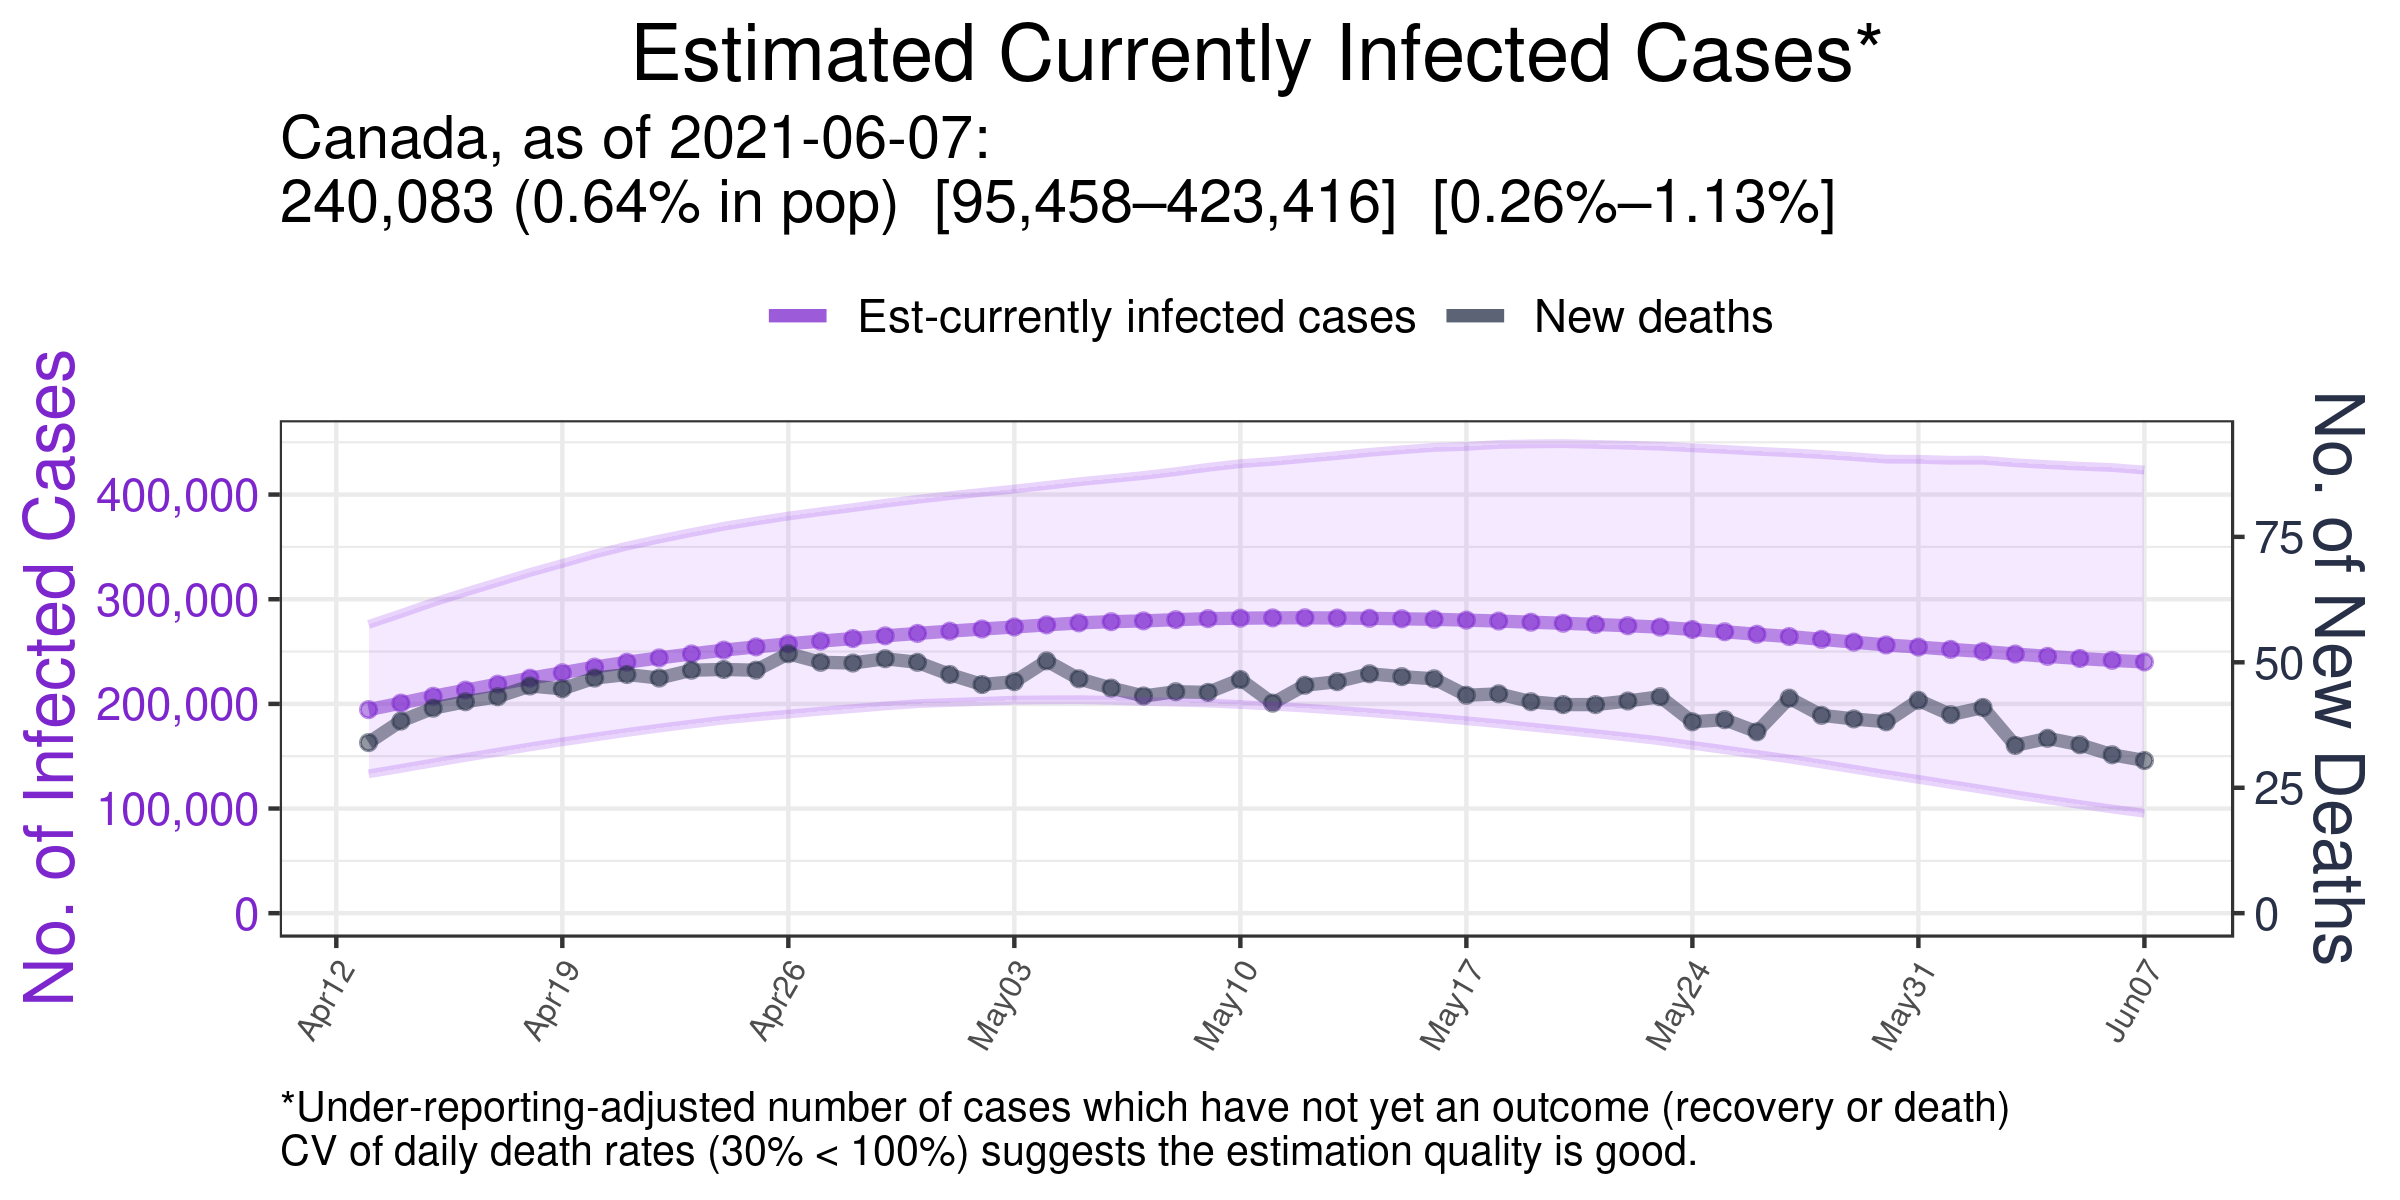 Estimated Currently Infected Cases*
Canada, as of 2021-06-07:
240,083 (0.64% in pop)  [95,458–423,416]  [0.26%–1.13%]
Est-currently infected cases
New deaths
No. of Infected Cases
400,000
300,000
200,000
100,000
0
No. of New Deaths
75
50
25
0
Apr12
Apr19
Apr26
May03
May10
May17
May24
May31
Jun07
*Under-reporting-adjusted number of cases which have not yet an outcome (recovery or death)
CV of daily death rates (30% < 100%) suggests the estimation quality is good.